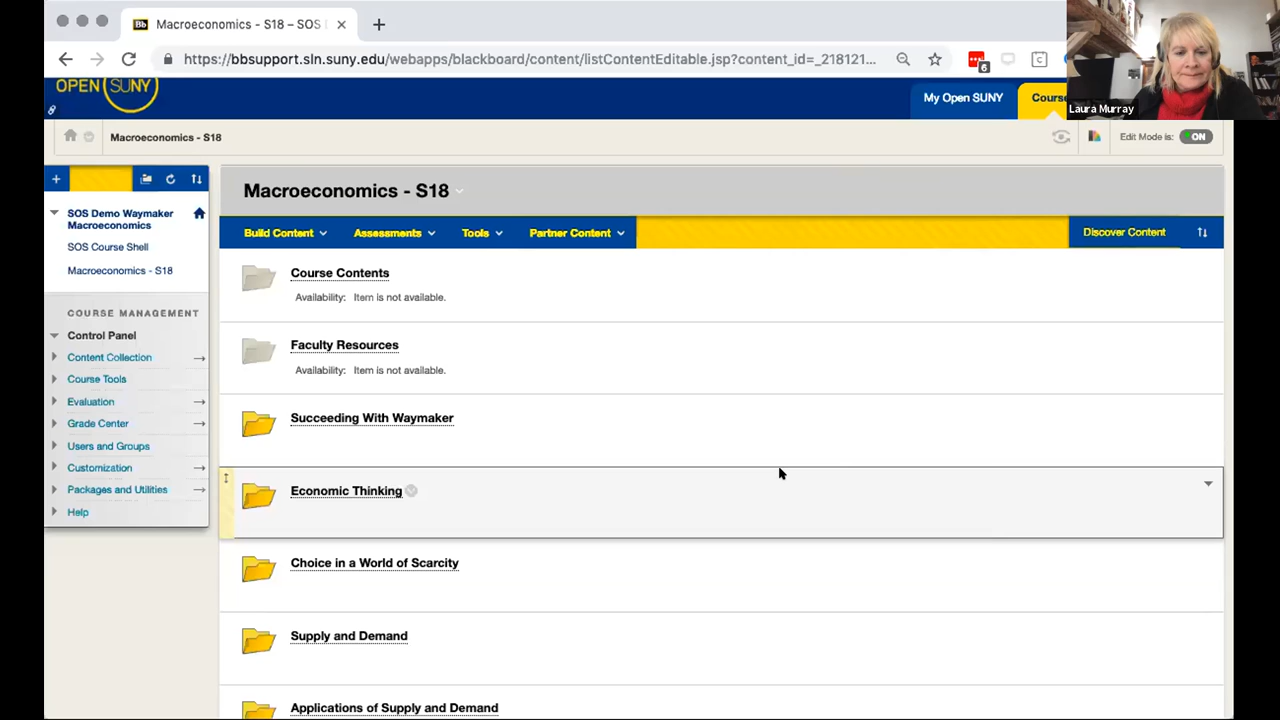 Macroeconomics - S18 – SOS
https://bbsupport.sln.suny.edu/webapps/blackboard/content/listContentEditable.jsp?content_id=_218121...
6
Laura Murray
OPEN SUNY
My Open SUNY
Course
Macroeconomics - S18
Edit Mode is: ON
SOS Demo Waymaker
Macroeconomics
SOS Course Shell
Macroeconomics - S18
COURSE MANAGEMENT
Control Panel
Content Collection
Course Tools
Evaluation
Grade Center
Users and Groups
Customization
Packages and Utilities
Help
Macroeconomics - S18
Build Content
Assessments
Tools
Partner Content
Discover Content
Course Contents
Availability: Item is not available.
Faculty Resources
Availability: Item is not available.
Succeeding With Waymaker
Economic Thinking
Choice in a World of Scarcity
Supply and Demand
Applications of Supply and Demand